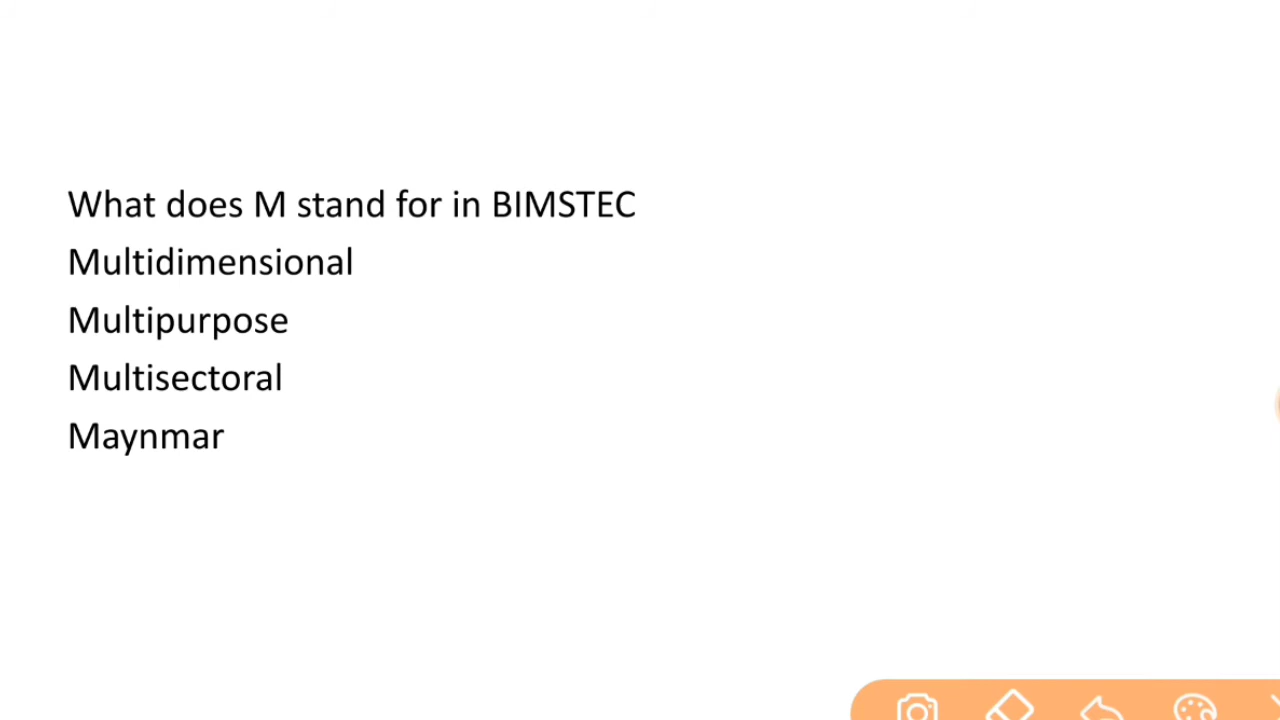 What does M stand for in BIMSTEC
Multidimensional
Multipurpose
Multisectoral
Maynmar